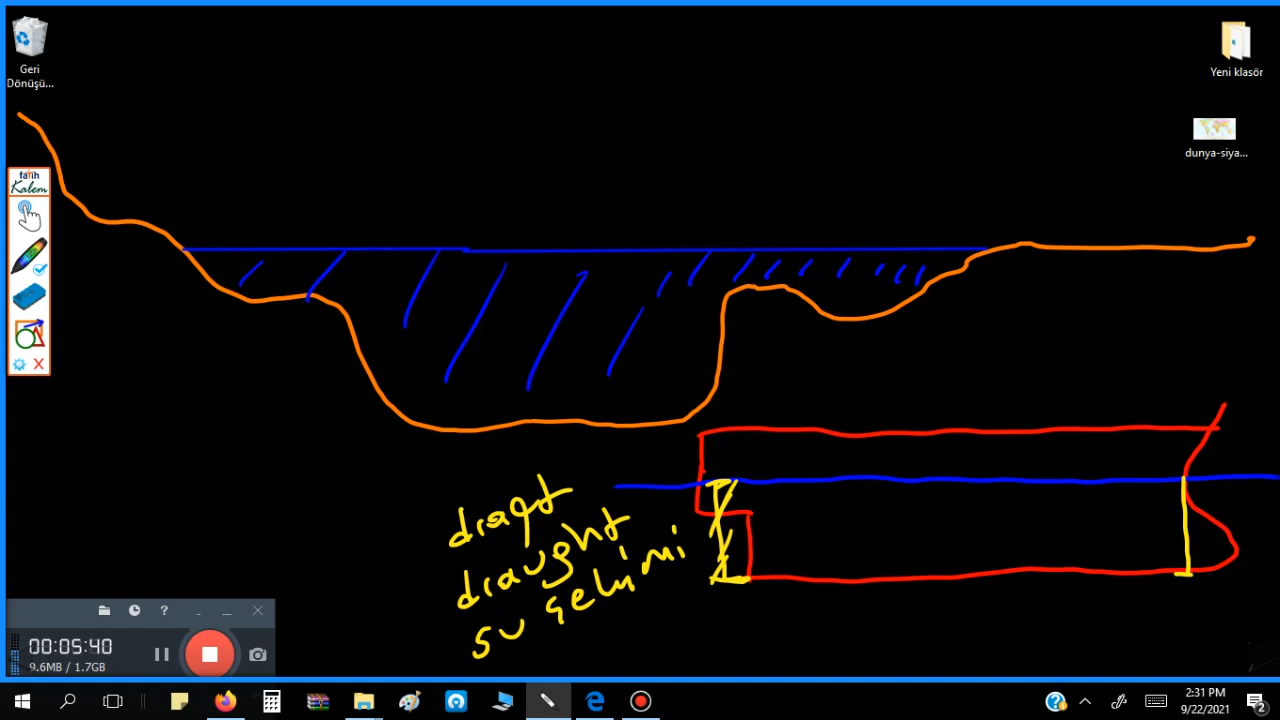 Geri
Dönüşü...
Yeni klasör
dunya-siya...
fatih
Kalem
draft
draught
su çekimi
00:05:40
9.6MB / 1.7GB
2:31 PM
9/22/2021
2